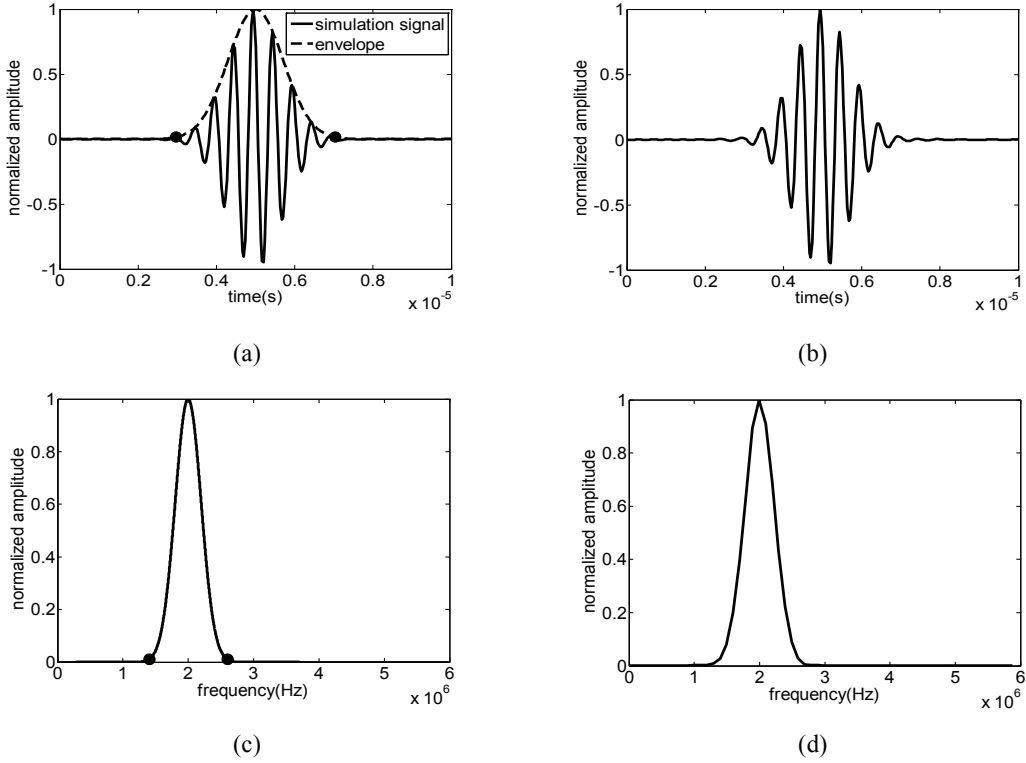 1
0.5
0
-0.5
-1
normalized amplitude
simulation signal
envelope
0 0.2 0.4 0.6 0.8 1
time(s)
x 10^-5
(a)
1
0.5
0
-0.5
-1
normalized amplitude
0 0.2 0.4 0.6 0.8 1
time(s)
x 10^-5
(b)
1
0.8
0.6
0.4
0.2
0
normalized amplitude
0 1 2 3 4 5 6
frequency(Hz)
x 10^6
(c)
1
0.8
0.6
0.4
0.2
0
normalized amplitude
0 1 2 3 4 5 6
frequency(Hz)
x 10^6
(d)